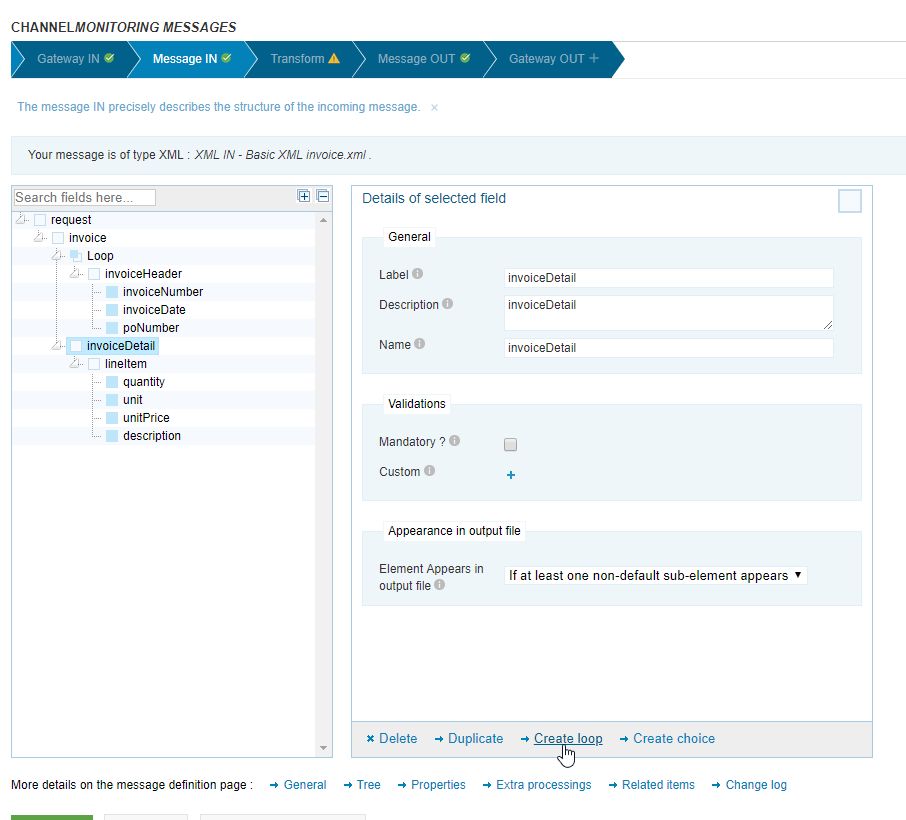 CHANNELMONITORING MESSAGES
Gateway IN Message IN Transform Message OUT Gateway OUT +
The message IN precisely describes the structure of the incoming message. ×
Your message is of type XML : XML IN - Basic XML invoice.xml .
Search fields here...
request
invoice
Loop
invoiceHeader
invoiceNumber
invoiceDate
poNumber
invoiceDetail
lineItem
quantity
unit
unitPrice
description
Details of selected field
General
Label invoiceDetail
Description invoiceDetail
Name invoiceDetail
Validations
Mandatory ?
Custom +
Appearance in output file
Element Appears in
output file If at least one non-default sub-element appears
Delete Duplicate Create loop Create choice
More details on the message definition page : General Tree Properties Extra processings Related items Change log